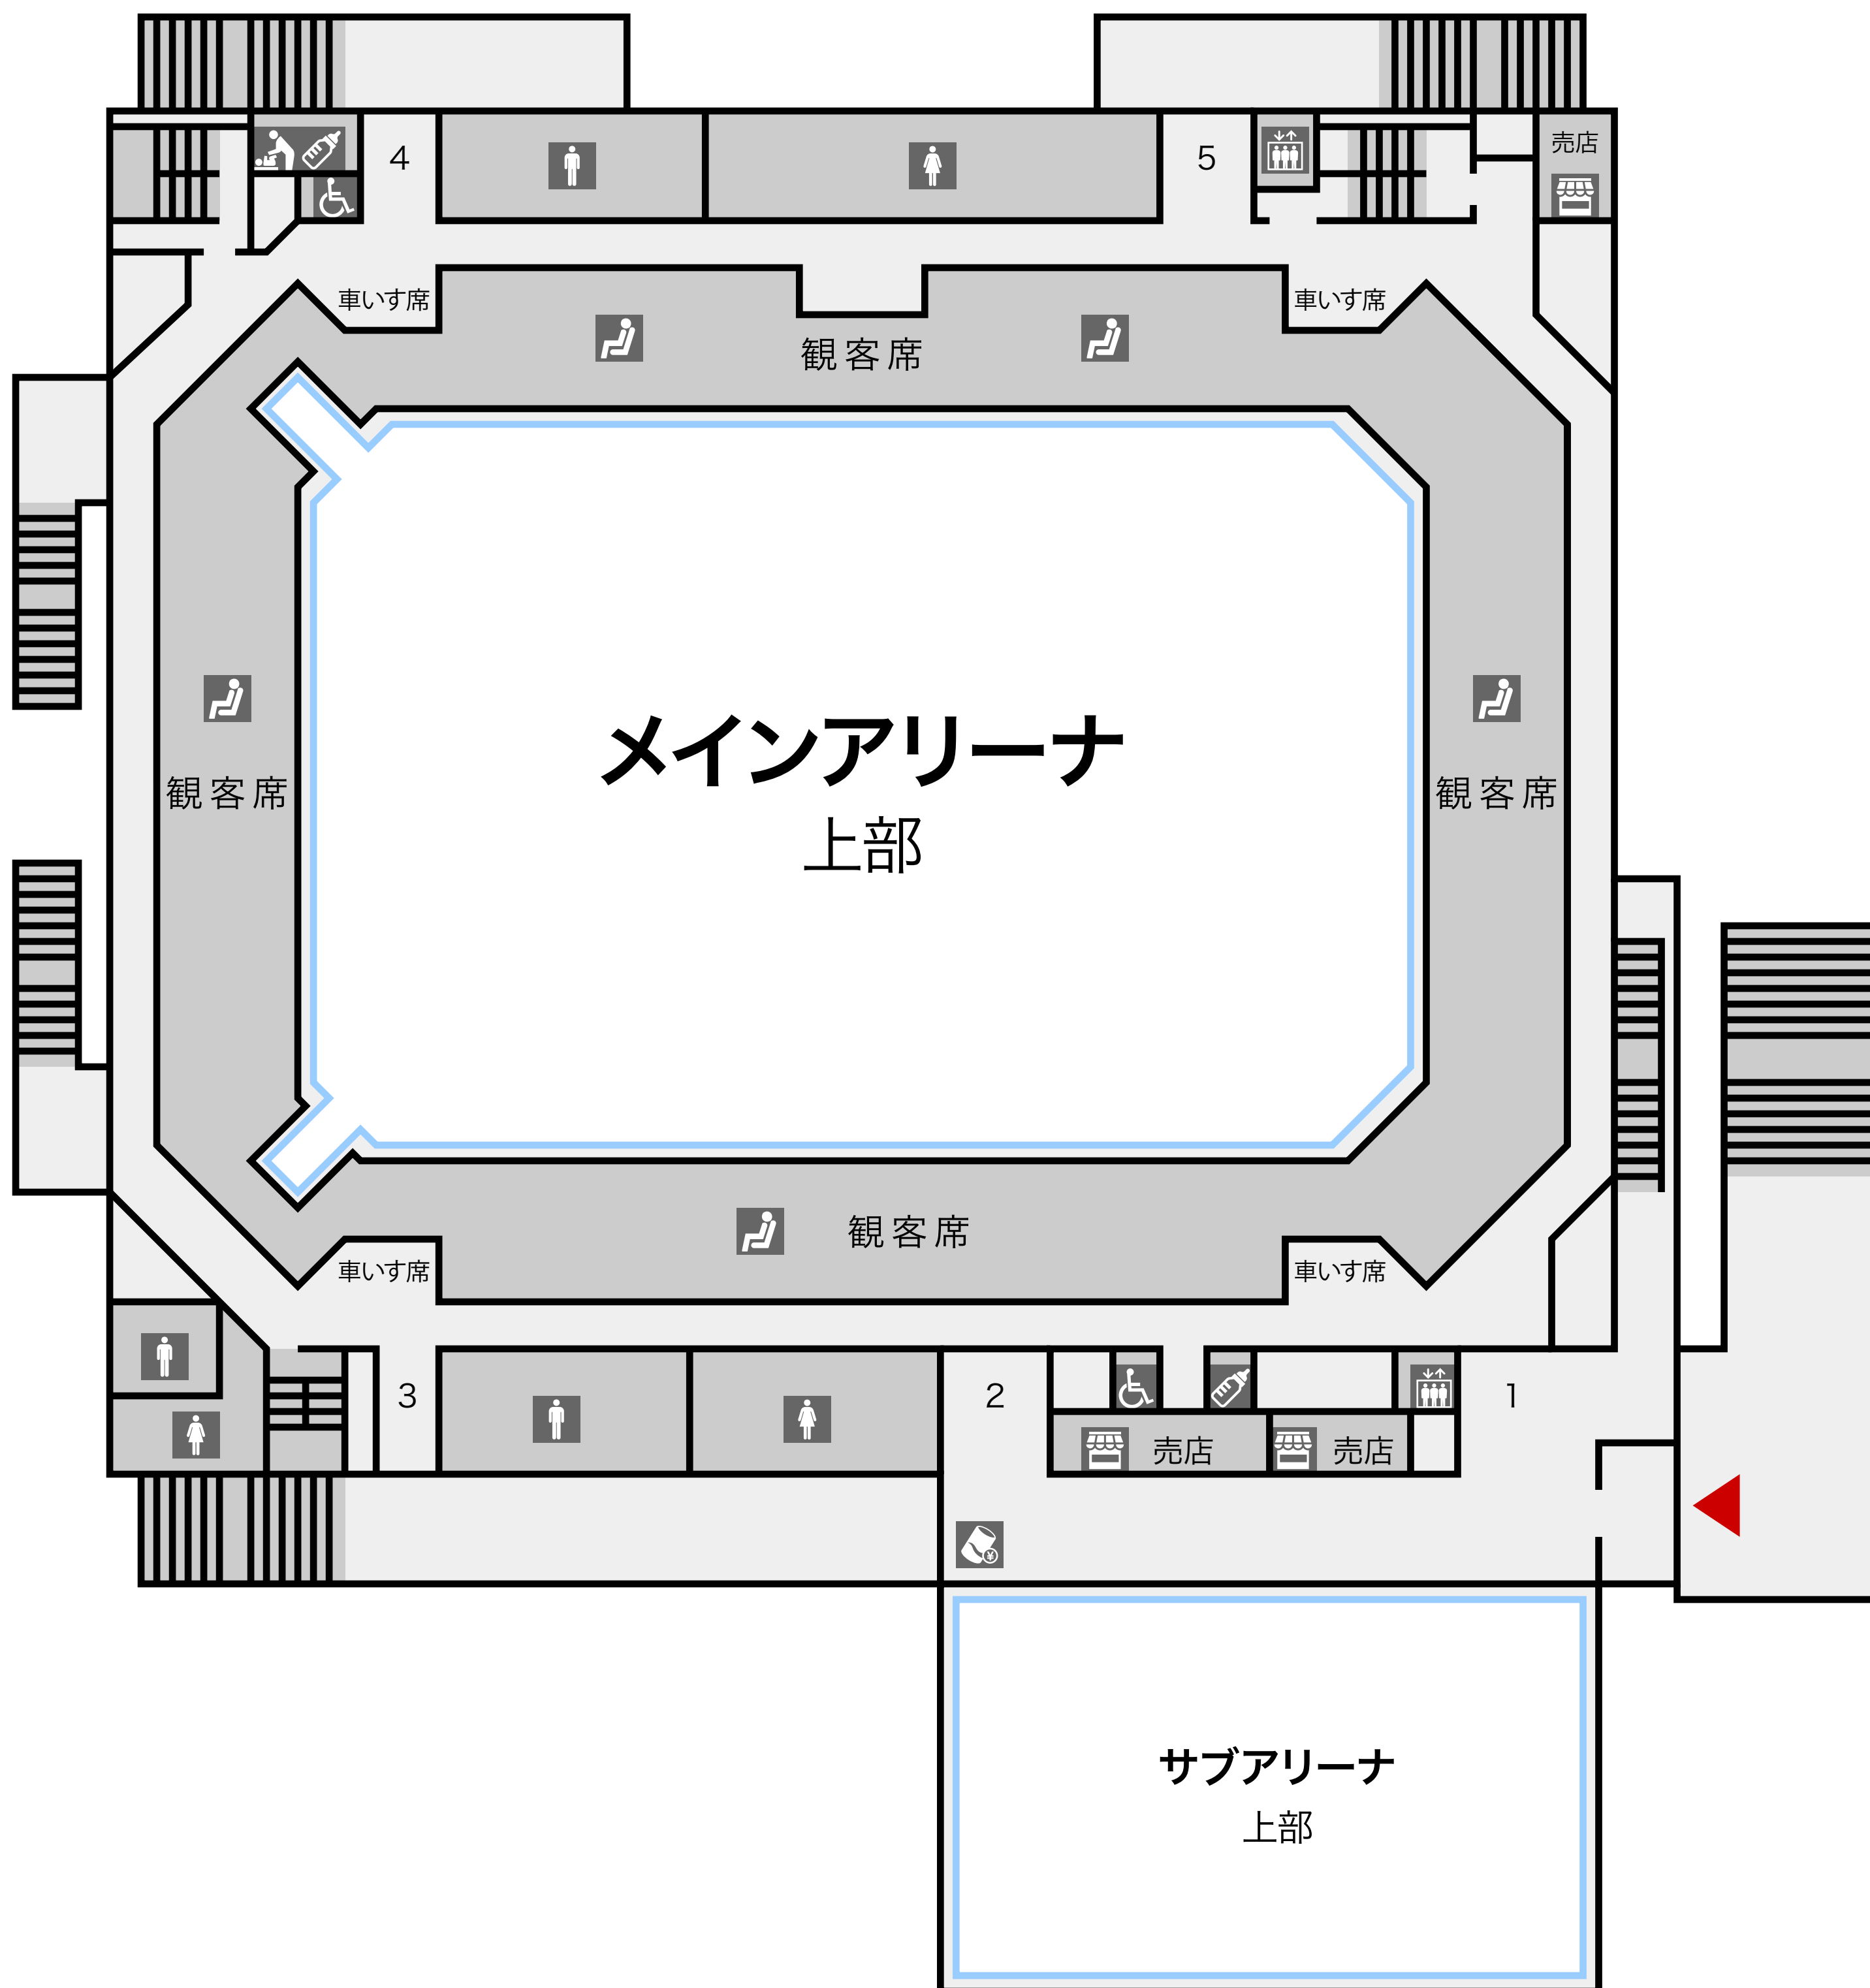 4
5
売店
車いす席
車いす席
観客席
メインアリーナ
上部
観客席
観客席
観客席
車いす席
車いす席
3
2
1
売店
売店
¥
サブアリーナ
上部